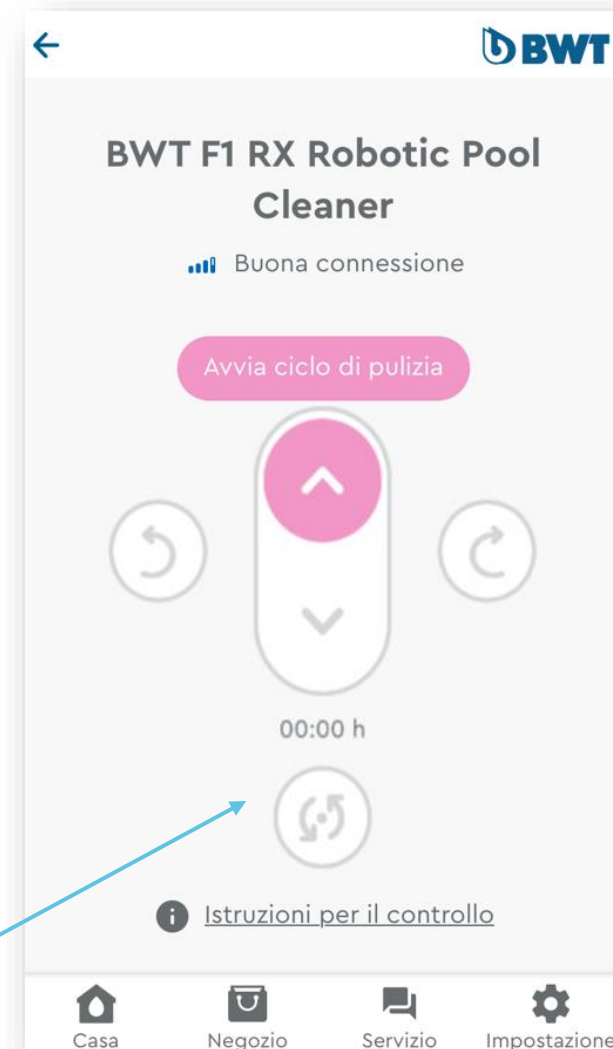 BWT
BWT F1 RX Robotic Pool
Cleaner
Buona connessione
Avvia ciclo di pulizia
00:00 h
i Istruzioni per il controllo
Casa Negozio Servizio Impostazione